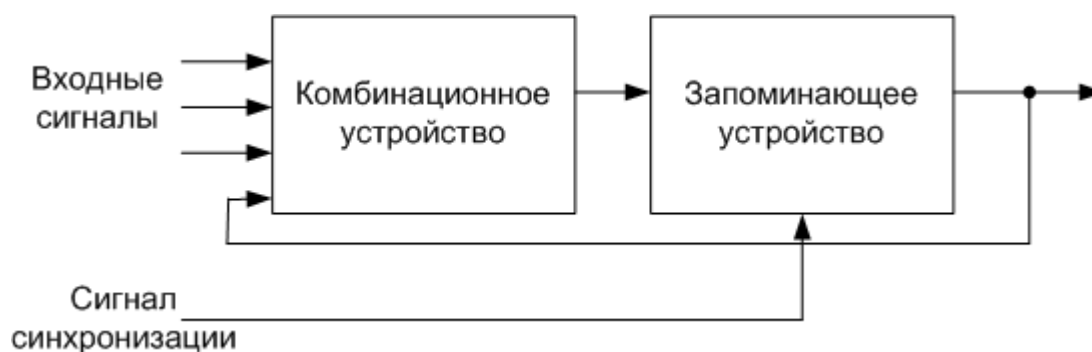 Входные
сигналы
Комбинационное
устройство
Запоминающее
устройство
Сигнал
синхронизации